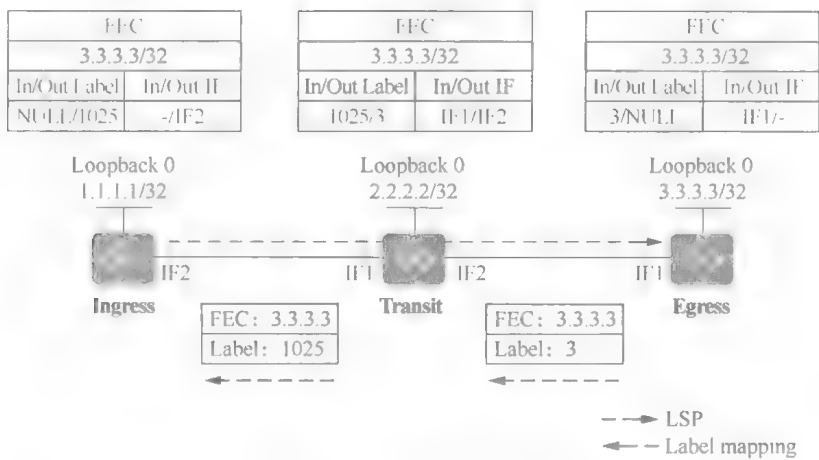 FEC
3.3.3.3/32
In/Out Label In/Out IF
NULL/1025 -/IF2
FEC
3.3.3.3/32
In/Out Label In/Out IF
1025/3 IF1/IF2
FEC
3.3.3.3/32
In/Out Label In/Out IF
3/NULL IF1/-
Loopback 0
1.1.1.1/32
Loopback 0
2.2.2.2/32
Loopback 0
3.3.3.3/32
IF2
IF1
IF2
IF1
Ingress
Transit
Egress
FEC: 3.3.3.3
Label: 1025
FEC: 3.3.3.3
Label: 3
LSP
Label mapping